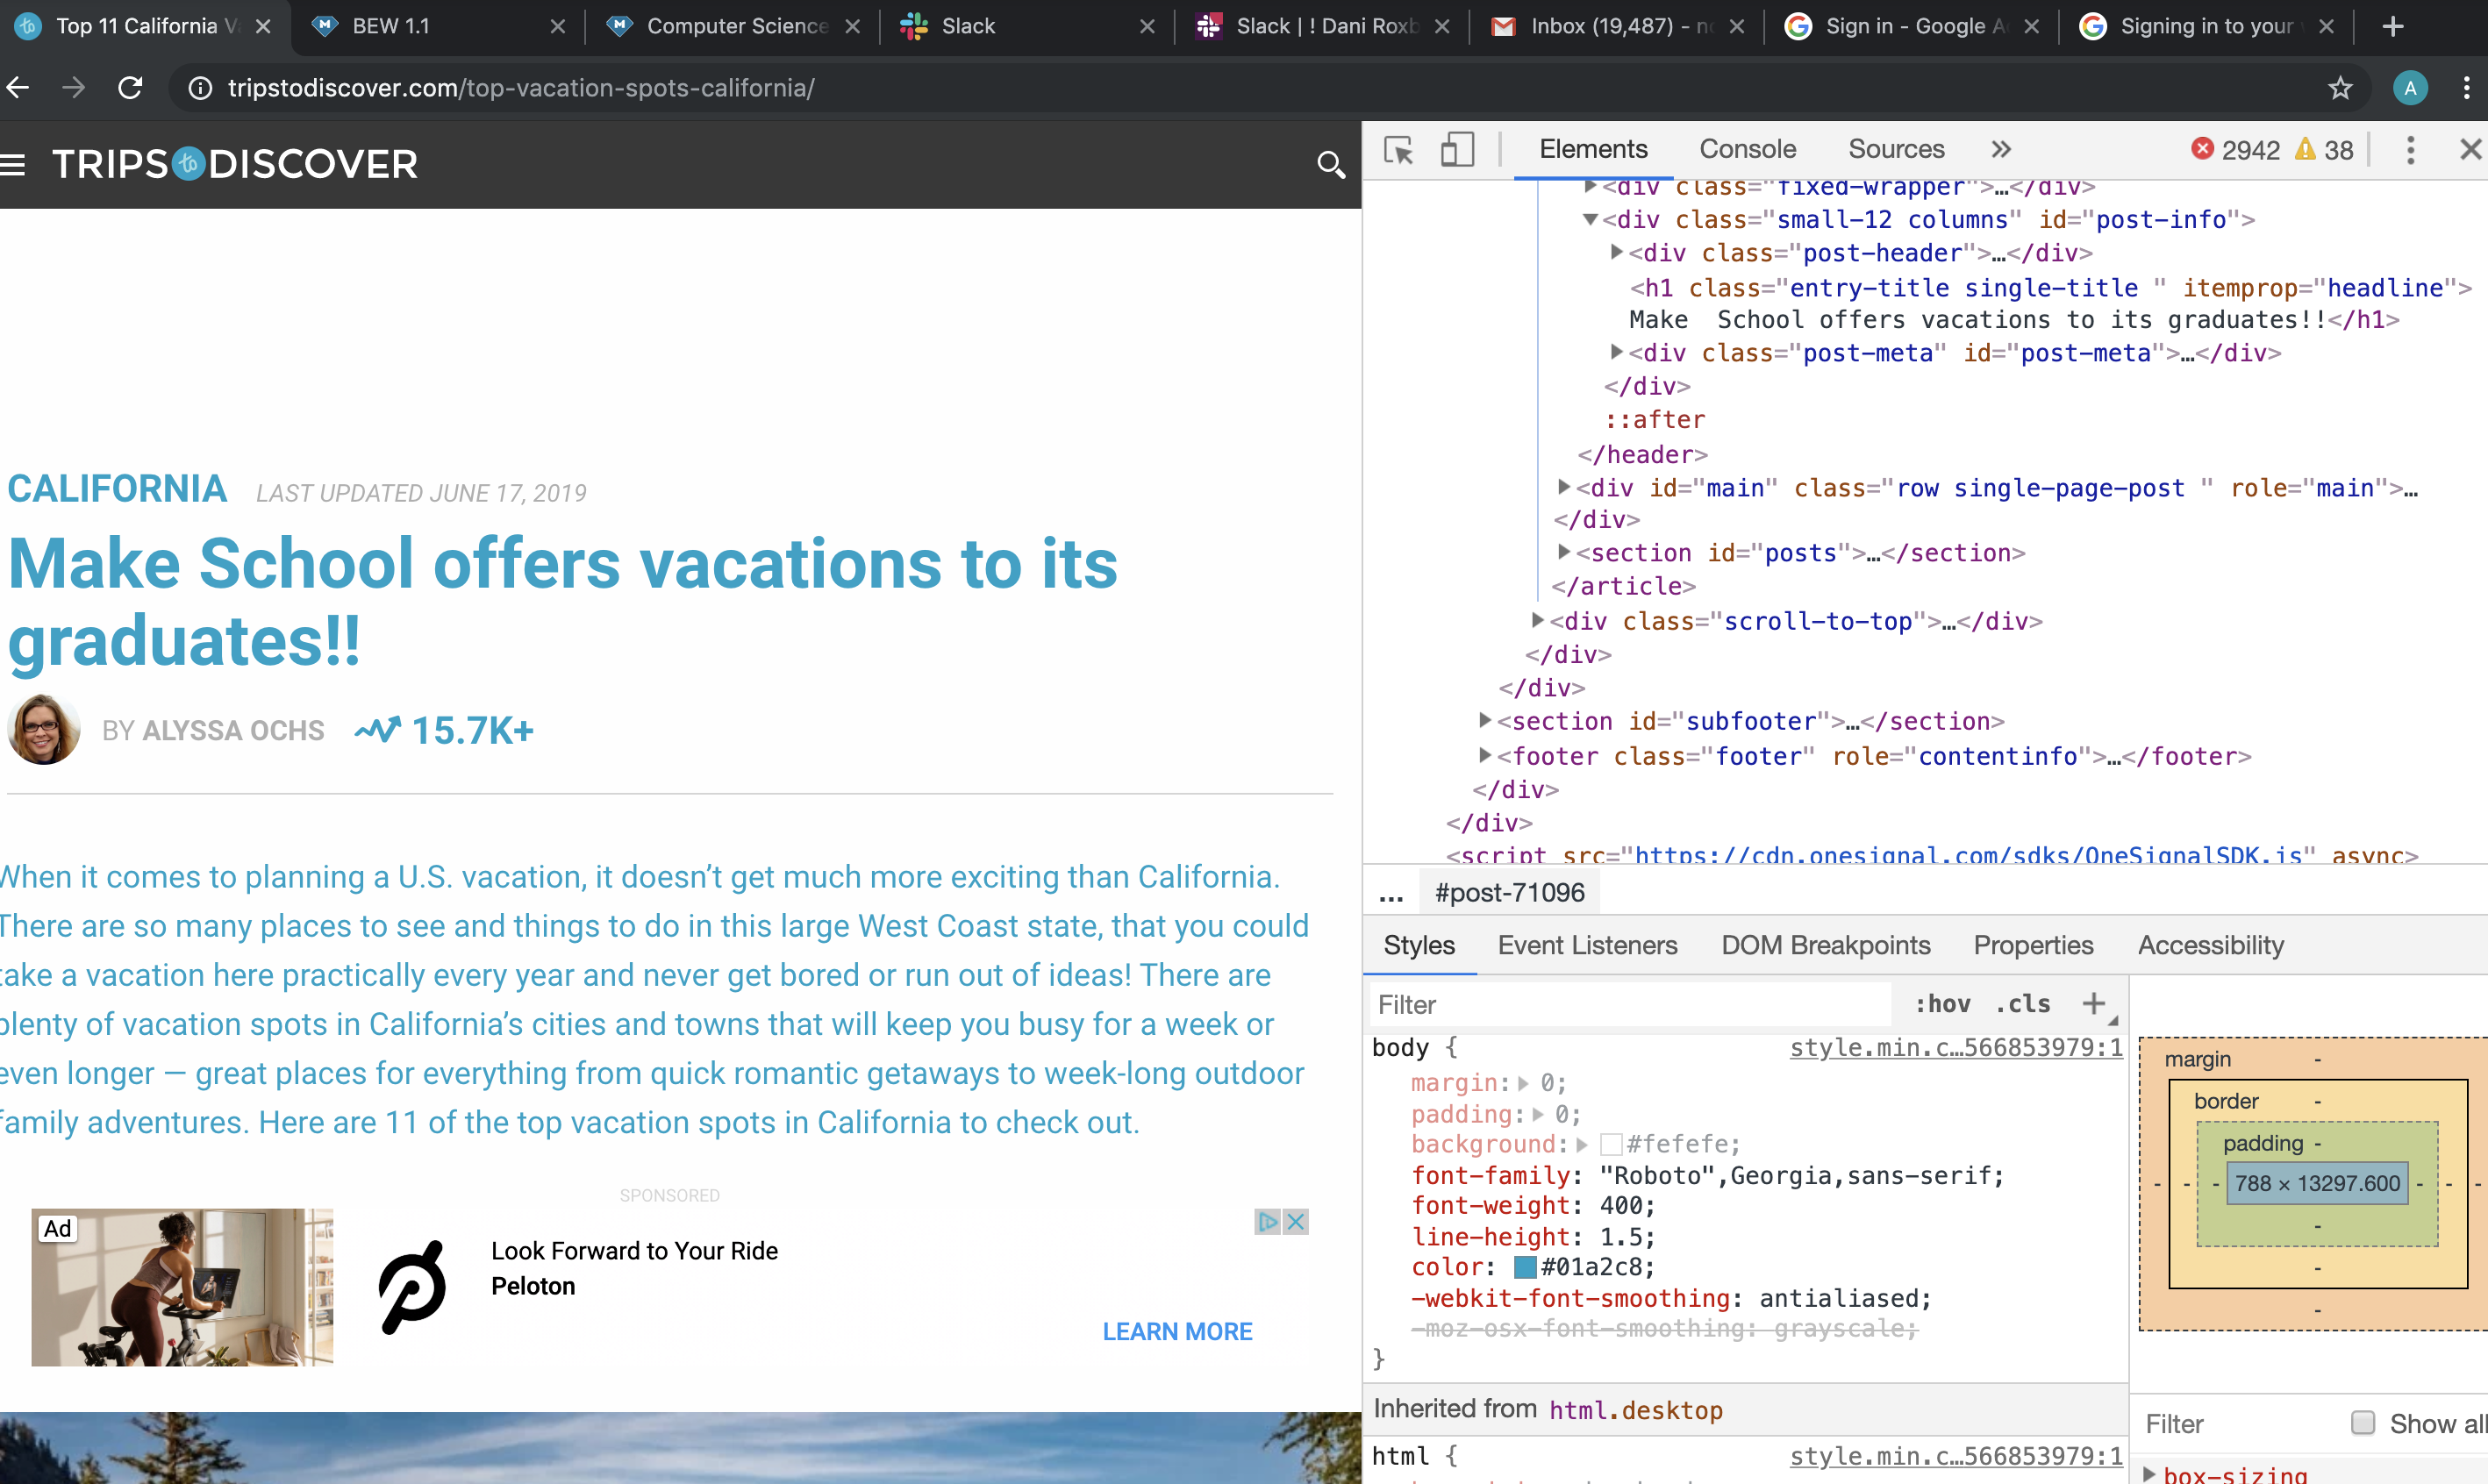 Top 11 California V
BEW 1.1
Computer Science
Slack
Slack | ! Dani Roxb
Inbox (19,487) - no
Sign in - Google A
Signing in to your
tripstodiscover.com/top-vacation-spots-california/
A
TRIPS to DISCOVER
CALIFORNIA LAST UPDATED JUNE 17, 2019
Make School offers vacations to its
graduates!!
BY ALYSSA OCHS 15.7K+
When it comes to planning a U.S. vacation, it doesn’t get much more exciting than California.
There are so many places to see and things to do in this large West Coast state, that you could
take a vacation here practically every year and never get bored or run out of ideas! There are
plenty of vacation spots in California’s cities and towns that will keep you busy for a week or
even longer — great places for everything from quick romantic getaways to week-long outdoor
family adventures. Here are 11 of the top vacation spots in California to check out.
SPONSORED
Ad
Look Forward to Your Ride
Peloton
LEARN MORE
Elements Console Sources » 2942 38
<div class="fixed-wrapper">…</div>
<div class="small-12 columns" id="post-info">
<div class="post-header">…</div>
<h1 class="entry-title single-title " itemprop="headline">
Make  School offers vacations to its graduates!!</h1>
<div class="post-meta" id="post-meta">…</div>
</div>
::after
</header>
<div id="main" class="row single-page-post " role="main">…
</div>
<section id="posts">…</section>
</article>
<div class="scroll-to-top">…</div>
</div>
</div>
<section id="subfooter">…</section>
<footer class="footer" role="contentinfo">…</footer>
</div>
</div>
<script src="https://cdn.onesignal.com/sdks/OneSignalSDK.js" async>
... #post-71096
Styles Event Listeners DOM Breakpoints Properties Accessibility
Filter :hov .cls +
body { style.min.c…566853979:1
margin: 0;
padding: 0;
background: #fefefe;
font-family: "Roboto",Georgia,sans-serif;
font-weight: 400;
line-height: 1.5;
color: #01a2c8;
-webkit-font-smoothing: antialiased;
-moz-osx-font-smoothing: grayscale;
}
Inherited from html.desktop
html { style.min.c…566853979:1
margin -
border -
padding -
- - - 788 × 13297.600 - - -
-
-
-
Filter Show all
box-sizing